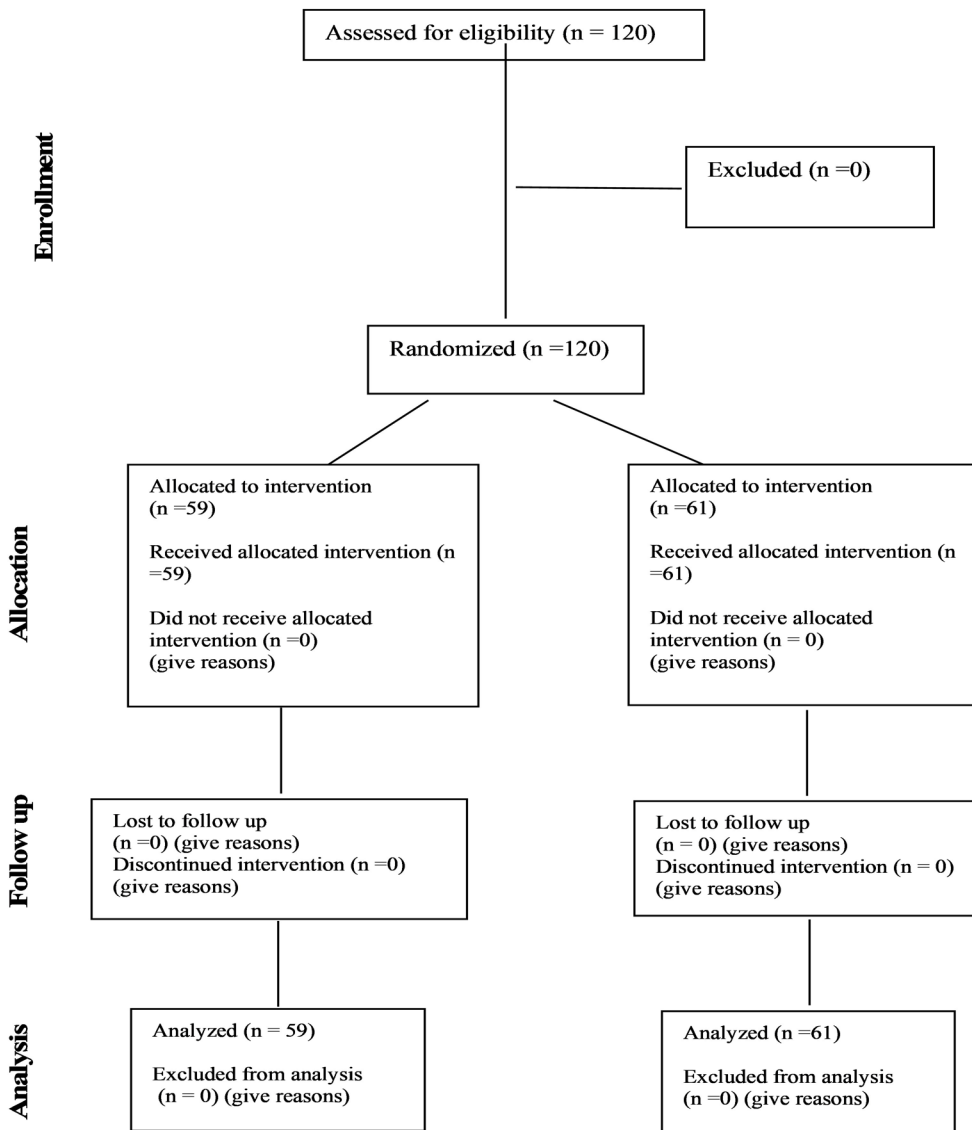 Assessed for eligibility (n = 120)
Enrollment
Excluded (n =0)
Randomized (n =120)
Allocation
Allocated to intervention
(n =59)
Received allocated intervention (n
=59)
Did not receive allocated
intervention (n =0)
(give reasons)
Allocated to intervention
(n =61)
Received allocated intervention (n
=61)
Did not receive allocated
intervention (n = 0)
(give reasons)
Follow up
Lost to follow up
(n =0) (give reasons)
Discontinued intervention (n =0)
(give reasons)
Lost to follow up
(n = 0) (give reasons)
Discontinued intervention (n = 0)
(give reasons)
Analysis
Analyzed (n = 59)
Excluded from analysis
(n = 0) (give reasons)
Analyzed (n =61)
Excluded from analysis
(n =0) (give reasons)